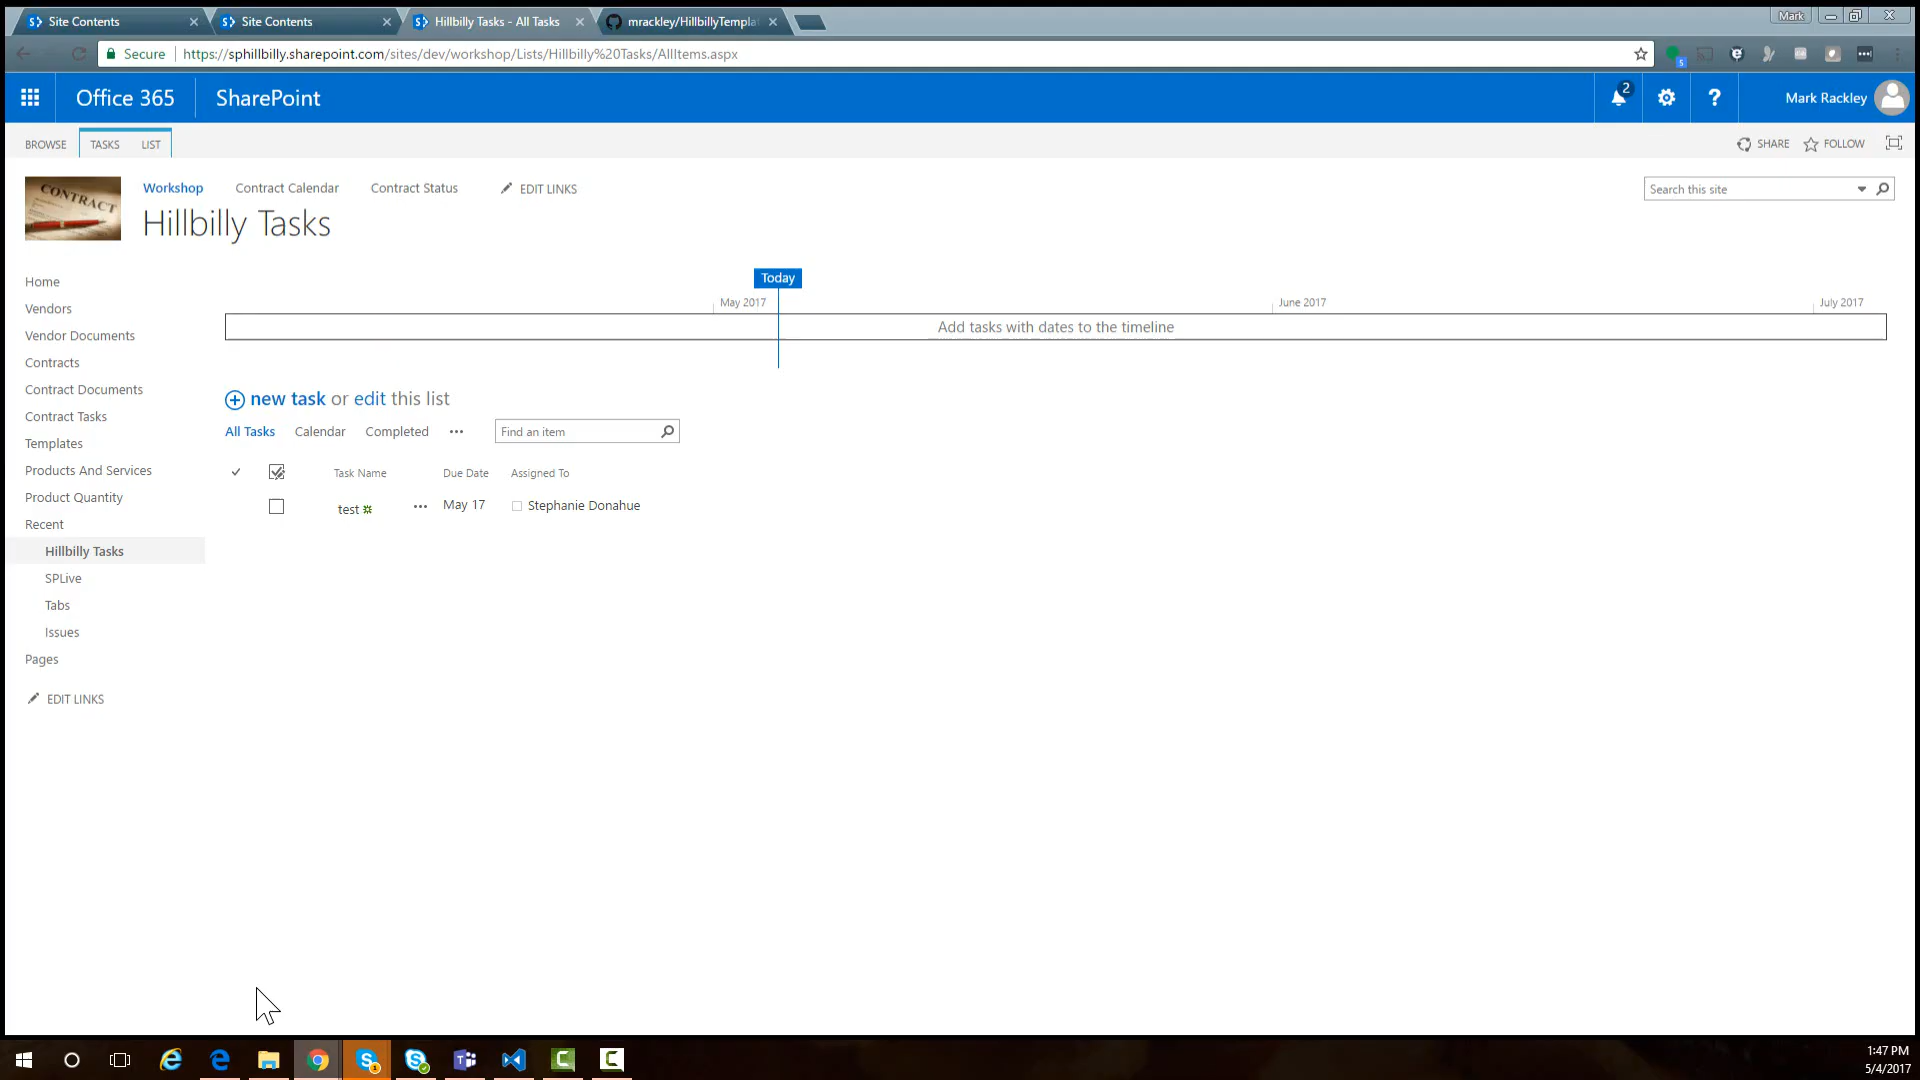 Site Contents
Site Contents
Hillbilly Tasks - All Tasks
mrackley/HillbillyTempla
Mark
Secure
https://sphillbilly.sharepoint.com/sites/dev/workshop/Lists/Hillbilly%20Tasks/AllItems.aspx
Office 365
SharePoint
2
?
Mark Rackley
BROWSE
TASKS
LIST
SHARE
FOLLOW
CONTRACT
Workshop
Contract Calendar
Contract Status
EDIT LINKS
Search this site
Hillbilly Tasks
Today
May 2017
June 2017
July 2017
Add tasks with dates to the timeline
Home
Vendors
Vendor Documents
Contracts
Contract Documents
Contract Tasks
Templates
Products And Services
Product Quantity
Recent
Hillbilly Tasks
SPLive
Tabs
Issues
Pages
EDIT LINKS
new task or edit this list
All Tasks
Calendar
Completed
Find an item
Task Name
Due Date
Assigned To
test
May 17
Stephanie Donahue
1:47 PM
5/4/2017